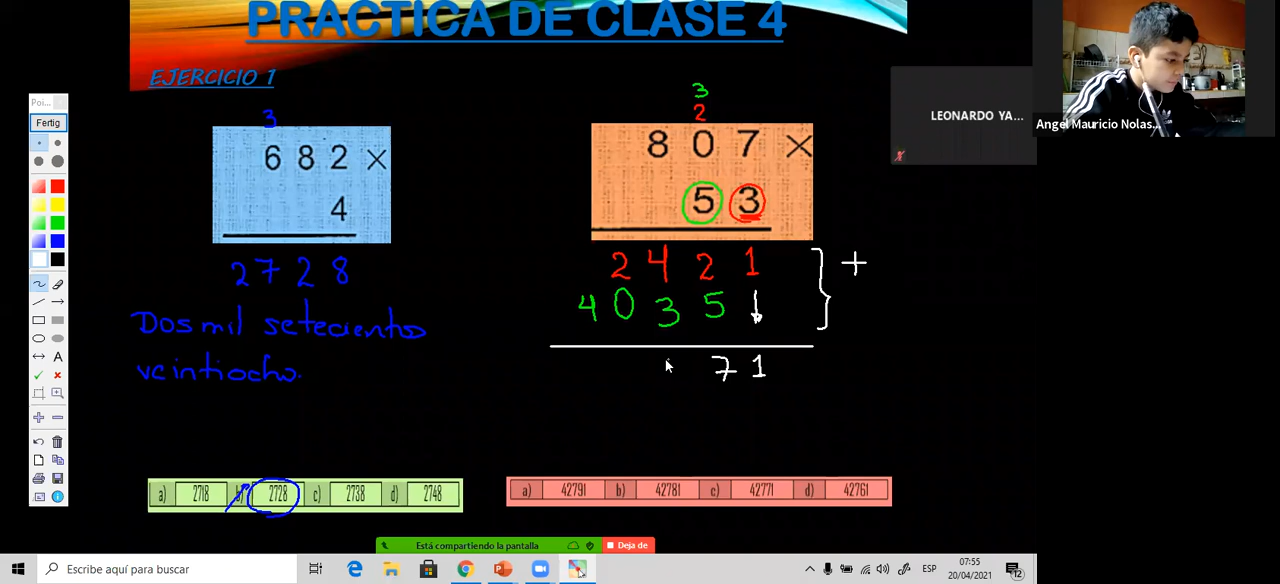 PRACTICA DE CLASE 4
EJERCICIO 1
Poi...
Fertig
3
6 8 2 X
4
2 7 2 8
Dos mil setecientos
veintiocho.
3
2
8 0 7 X
5 3
2 4 2 1
4 0 3 5
+
7 1
a) 2718 b) 2728 c) 2738 d) 2748
a) 42791 b) 42781 c) 42771 d) 42761
LEONARDO YA...
Angel Mauricio Nolas...
A
Está compartiendo la pantalla
Deja de
Escribe aquí para buscar
ESP
07:55
20/04/2021
12